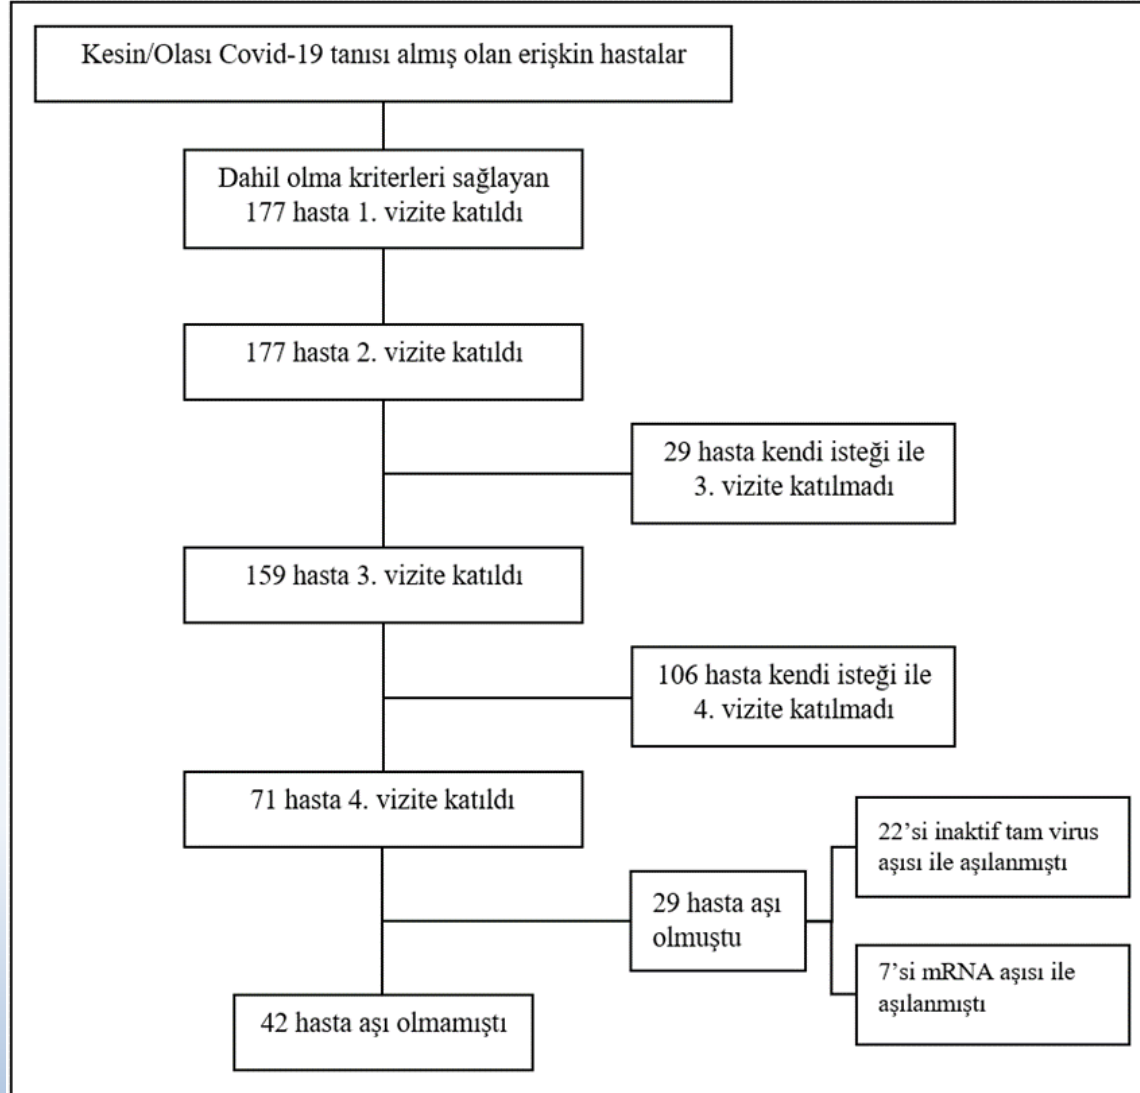 Kesin/Olası Covid-19 tanısı almış olan erişkin hastalar
Dahil olma kriterleri sağlayan
177 hasta 1. vizite katıldı
177 hasta 2. vizite katıldı
29 hasta kendi isteği ile
3. vizite katılmadı
159 hasta 3. vizite katıldı
106 hasta kendi isteği ile
4. vizite katılmadı
71 hasta 4. vizite katıldı
22’si inaktif tam virus
aşısı ile aşılanmıştı
29 hasta aşı
olmuştu
7’si mRNA aşısı ile
aşılanmıştı
42 hasta aşı olmamıştı